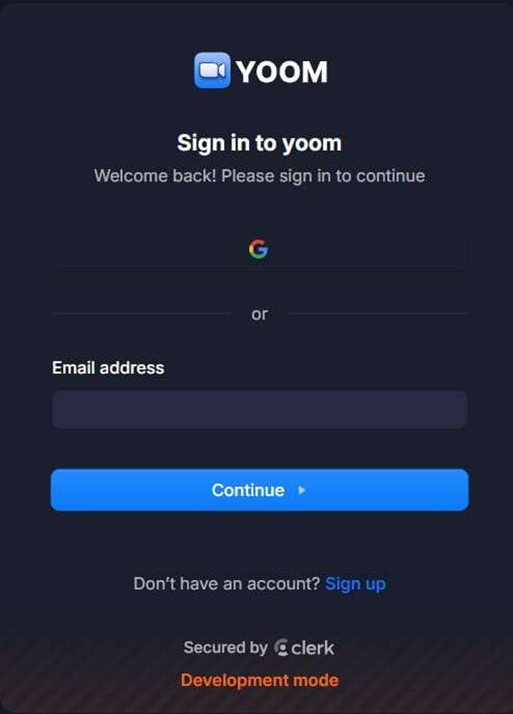 YOOM
Sign in to yoom
Welcome back! Please sign in to continue
or
Email address
Continue
Don’t have an account? Sign up
Secured by clerk
Development mode